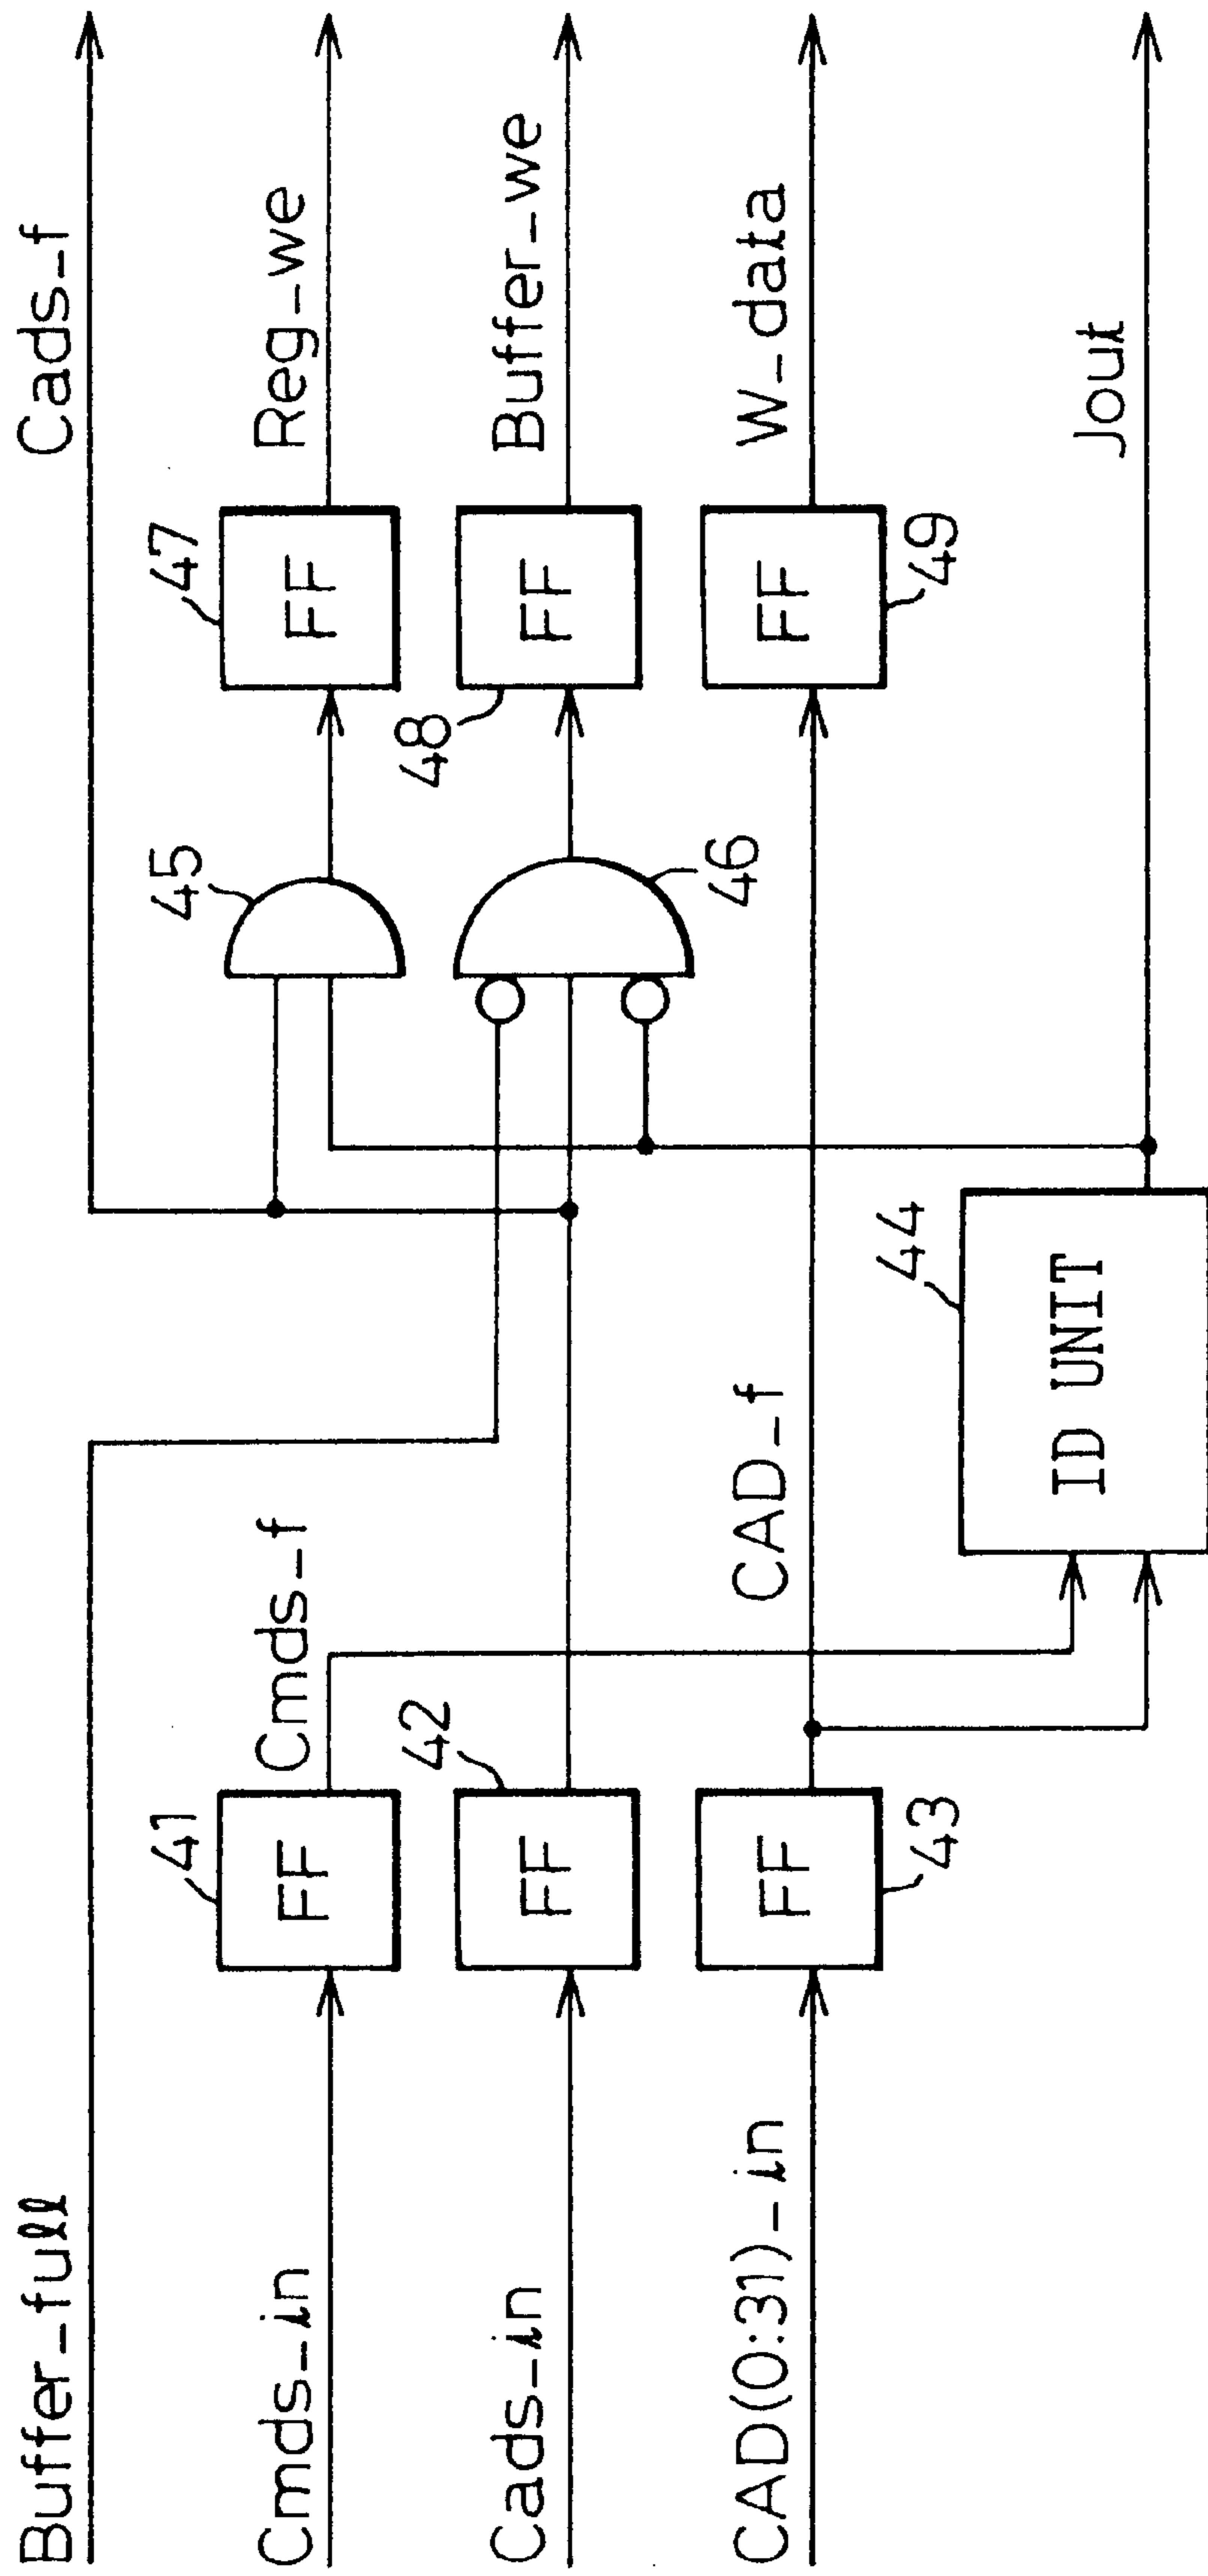 Buffer_full
Cads_f
Cmds_in
41
FF
Cmds_f
45
47
FF
Reg_we
Cads_in
42
FF
46
48
FF
Buffer_we
CAD(0:31)_in
43
FF
CAD_f
49
FF
W_data
44
ID UNIT
Jout